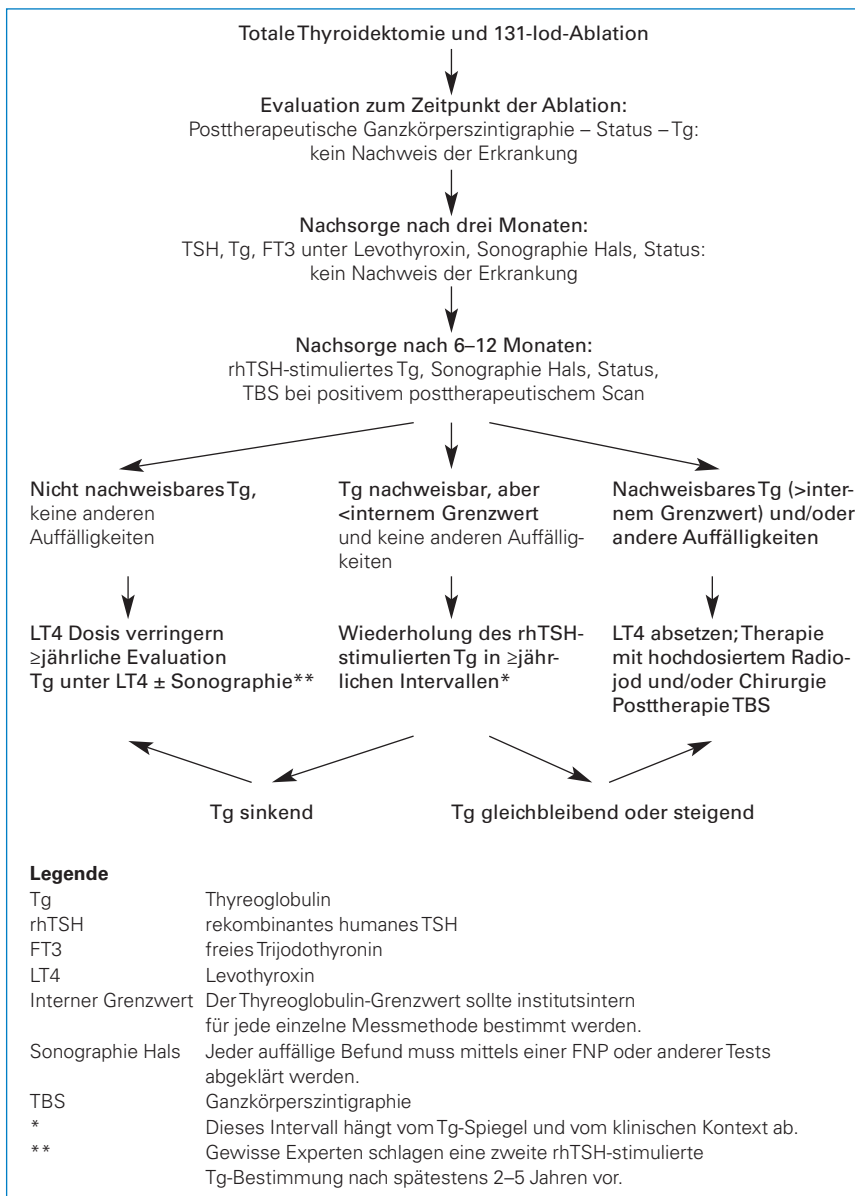 Totale Thyroidektomie und 131-Iod-Ablation
Evaluation zum Zeitpunkt der Ablation:
Posttherapeutische Ganzkörperszintigraphie – Status – Tg:
kein Nachweis der Erkrankung
Nachsorge nach drei Monaten:
TSH, Tg, FT3 unter Levothyroxin, Sonographie Hals, Status:
kein Nachweis der Erkrankung
Nachsorge nach 6–12 Monaten:
rhTSH-stimuliertes Tg, Sonographie Hals, Status,
TBS bei positivem posttherapeutischem Scan
Nicht nachweisbares Tg,
keine anderen
Auffälligkeiten
Tg nachweisbar, aber
<internem Grenzwert
und keine anderen Auffällig-
keiten
Nachweisbares Tg (>inter-
nem Grenzwert) und/oder
andere Auffälligkeiten
LT4 Dosis verringern
≥jährliche Evaluation
Tg unter LT4 ± Sonographie**
Wiederholung des rhTSH-
stimulierten Tg in ≥jähr-
lichen Intervallen*
LT4 absetzen; Therapie
mit hochdosiertem Radio-
jod und/oder Chirurgie
Posttherapie TBS
Tg sinkend
Tg gleichbleibend oder steigend
Legende
Tg Thyreoglobulin
rhTSH rekombinantes humanes TSH
FT3 freies Trijodothyronin
LT4 Levothyroxin
Interner Grenzwert Der Thyreoglobulin-Grenzwert sollte institutsintern
für jede einzelne Messmethode bestimmt werden.
Sonographie Hals Jeder auffällige Befund muss mittels einer FNP oder anderer Tests
abgeklärt werden.
TBS Ganzkörperszintigraphie
* Dieses Intervall hängt vom Tg-Spiegel und vom klinischen Kontext ab.
** Gewisse Experten schlagen eine zweite rhTSH-stimulierte
Tg-Bestimmung nach spätestens 2–5 Jahren vor.